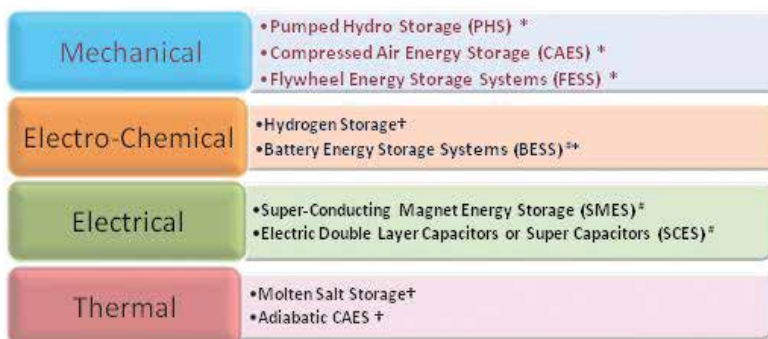 Mechanical
•Pumped Hydro Storage (PHS) *
•Compressed Air Energy Storage (CAES) *
•Flywheel Energy Storage Systems (FESS) *
Electro-Chemical
•Hydrogen Storage†
•Battery Energy Storage Systems (BESS)#+
Electrical
•Super-Conducting Magnet Energy Storage (SMES)#
•Electric Double Layer Capacitors or Super Capacitors (SCES)#
Thermal
•Molten Salt Storage†
•Adiabatic CAES †